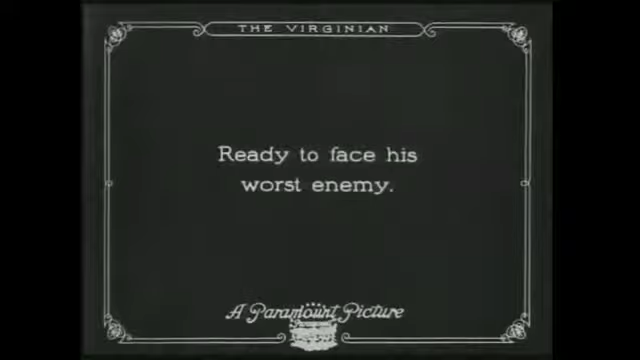 THE VIRGINIAN
Ready to face his
worst enemy.
A Paramount Picture